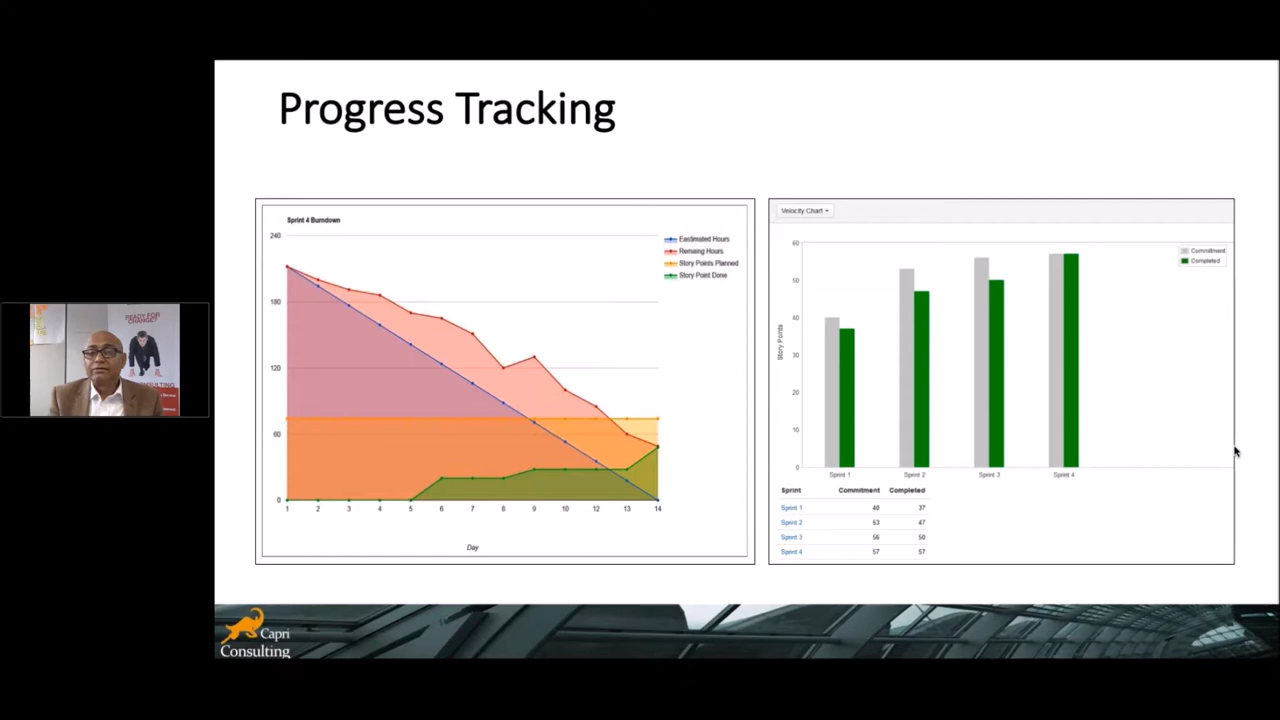 Progress Tracking
Sprint 4 Burndown
240
180
120
60
0
1 2 3 4 5 6 7 8 9 10 12 13 14
Day
Eastimated Hours
Remaing Hours
Story Points Planned
Story Point Done
Velocity Chart
Commitment
Completed
Story Points
60
50
40
30
20
10
0
Sprint 1 Sprint 2 Sprint 3 Sprint 4
Sprint Commitment Completed
Sprint 1 40 37
Sprint 2 53 47
Sprint 3 56 50
Sprint 4 57 57
READY FOR
CHANGE?
Capri
Consulting